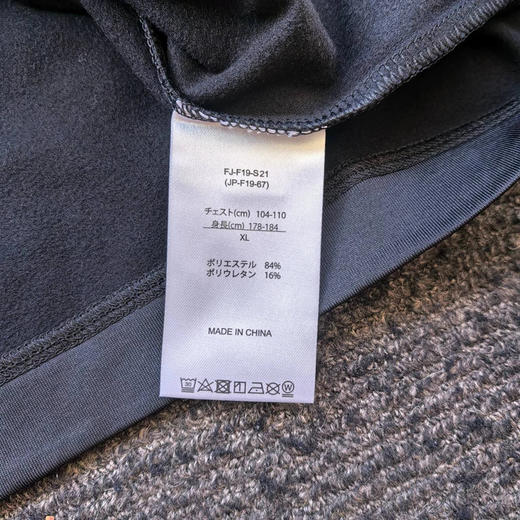 FJ-F19-S21
(JP-F19-67)
チェスト(cm) 104-110
身長(cm) 178-184
XL
ポリエステル 84%
ポリウレタン 16%
MADE IN CHINA